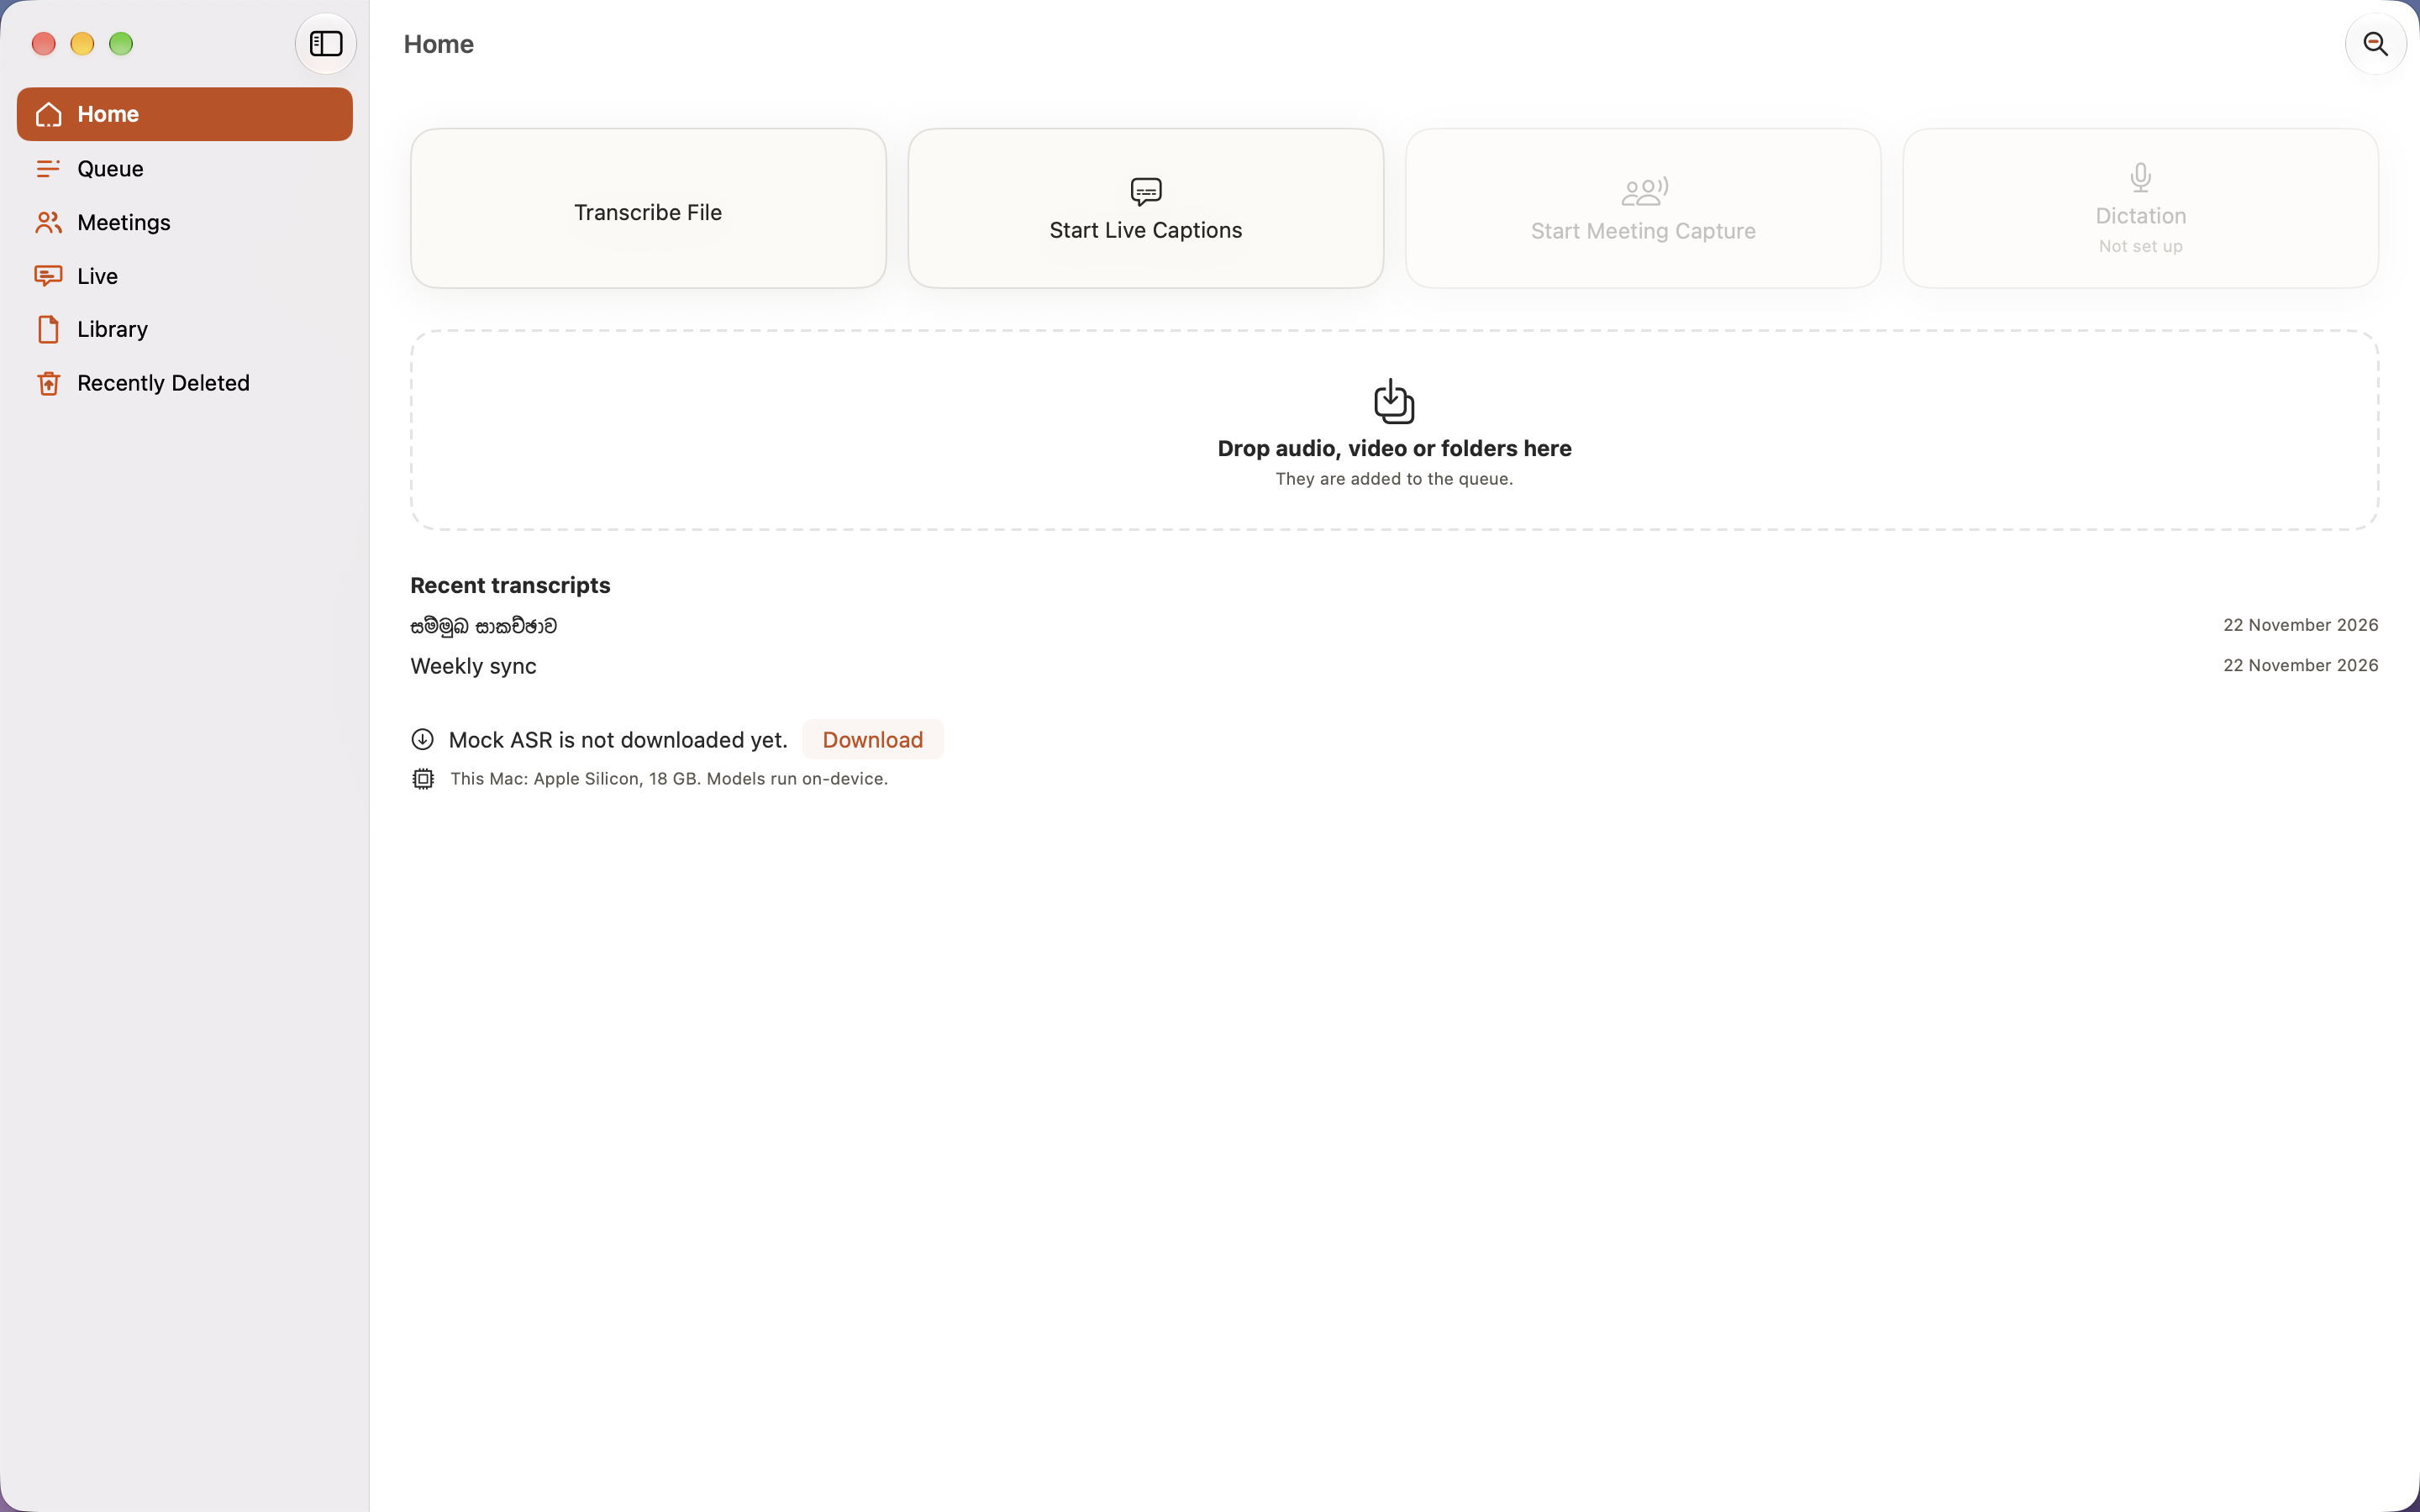 Home
Home
Queue
Meetings
Live
Library
Recently Deleted
Transcribe File
Start Live Captions
Start Meeting Capture
Dictation
Not set up
Drop audio, video or folders here
They are added to the queue.
Recent transcripts
සම්මුඛ සාකච්ඡාව
22 November 2026
Weekly sync
22 November 2026
Mock ASR is not downloaded yet.
Download
This Mac: Apple Silicon, 18 GB. Models run on-device.